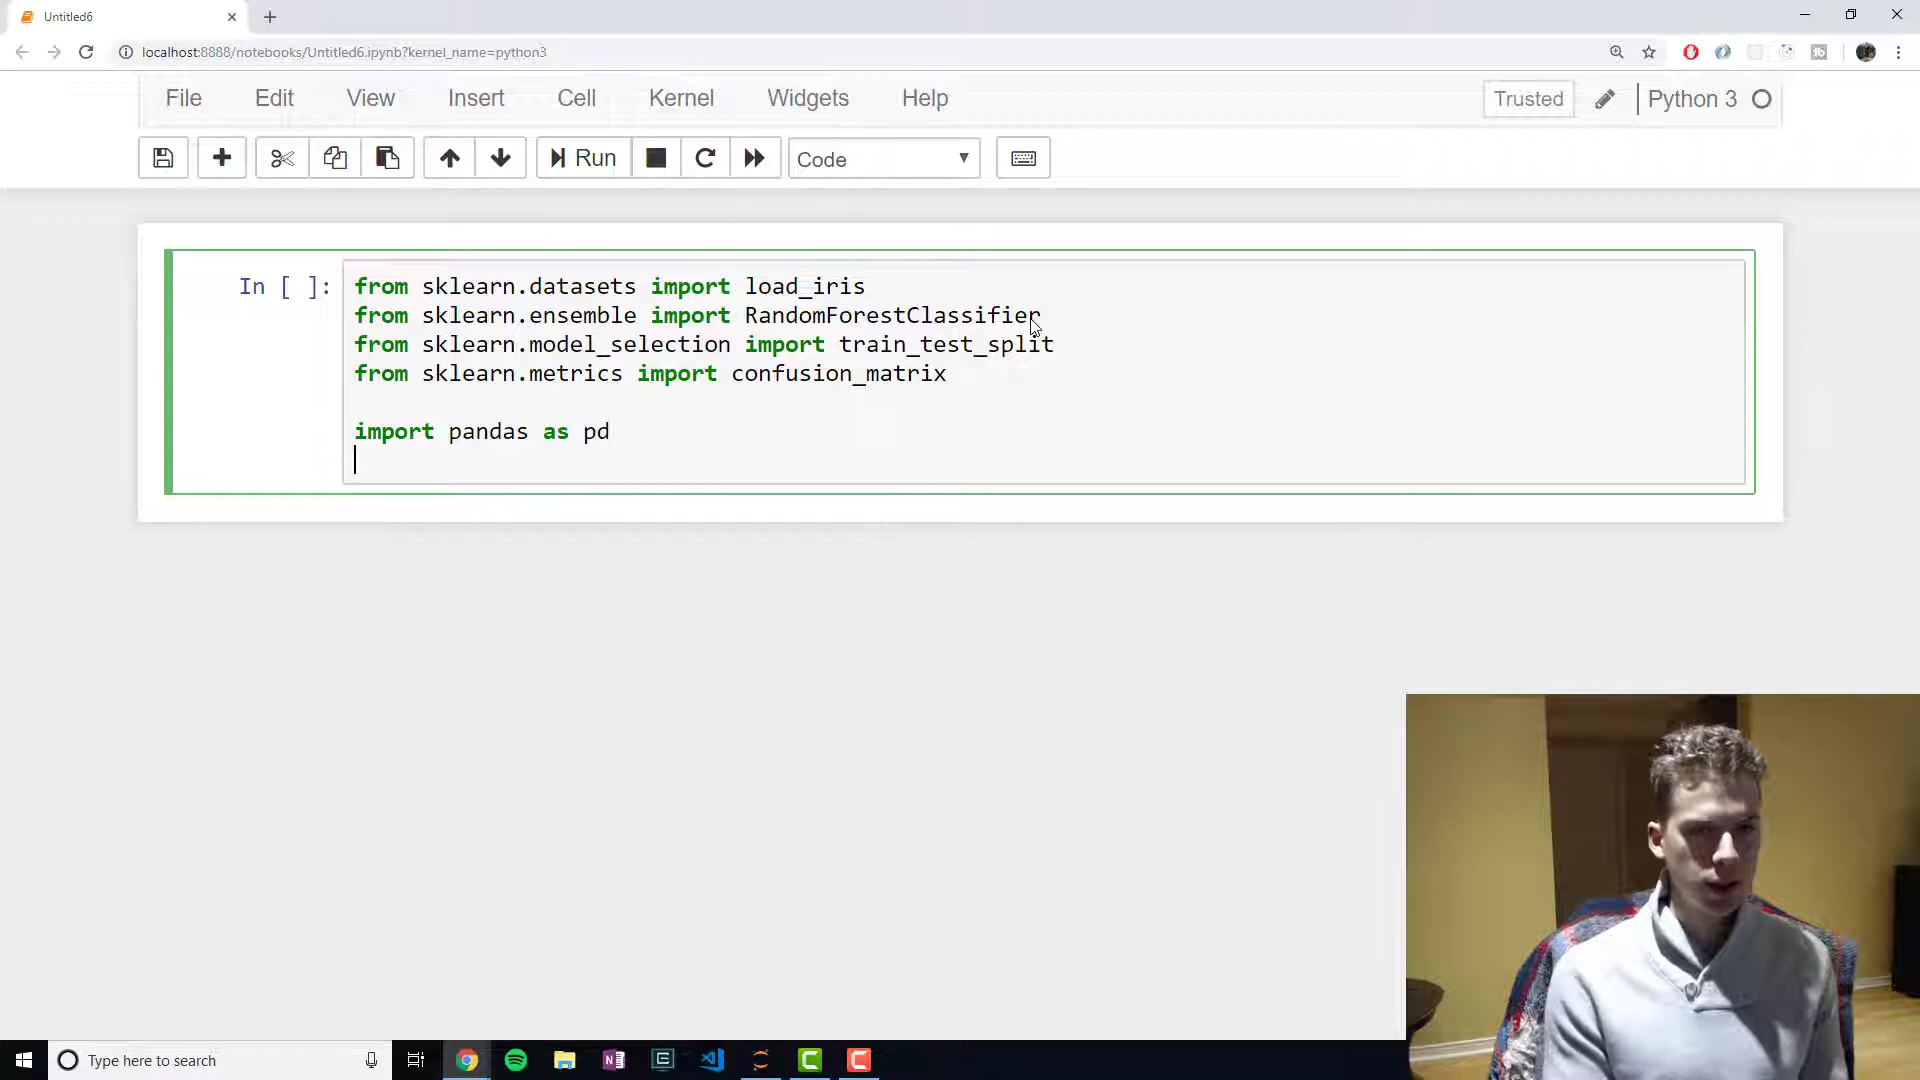 Untitled6
localhost:8888/notebooks/Untitled6.ipynb?kernel_name=python3
File Edit View Insert Cell Kernel Widgets Help Trusted Python 3
Run Code
In [ ]:
from sklearn.datasets import load_iris
from sklearn.ensemble import RandomForestClassifier
from sklearn.model_selection import train_test_split
from sklearn.metrics import confusion_matrix
import pandas as pd
Type here to search